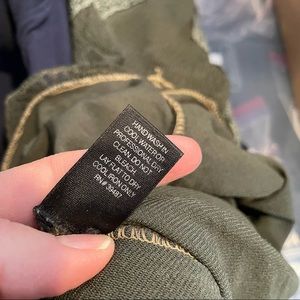 HAND WASH IN
COOL WATER OR
PROFESSIONAL DRY
CLEAN. DO NOT
BLEACH.
LAY FLAT TO DRY
COOL IRON ONLY
RN# 39487